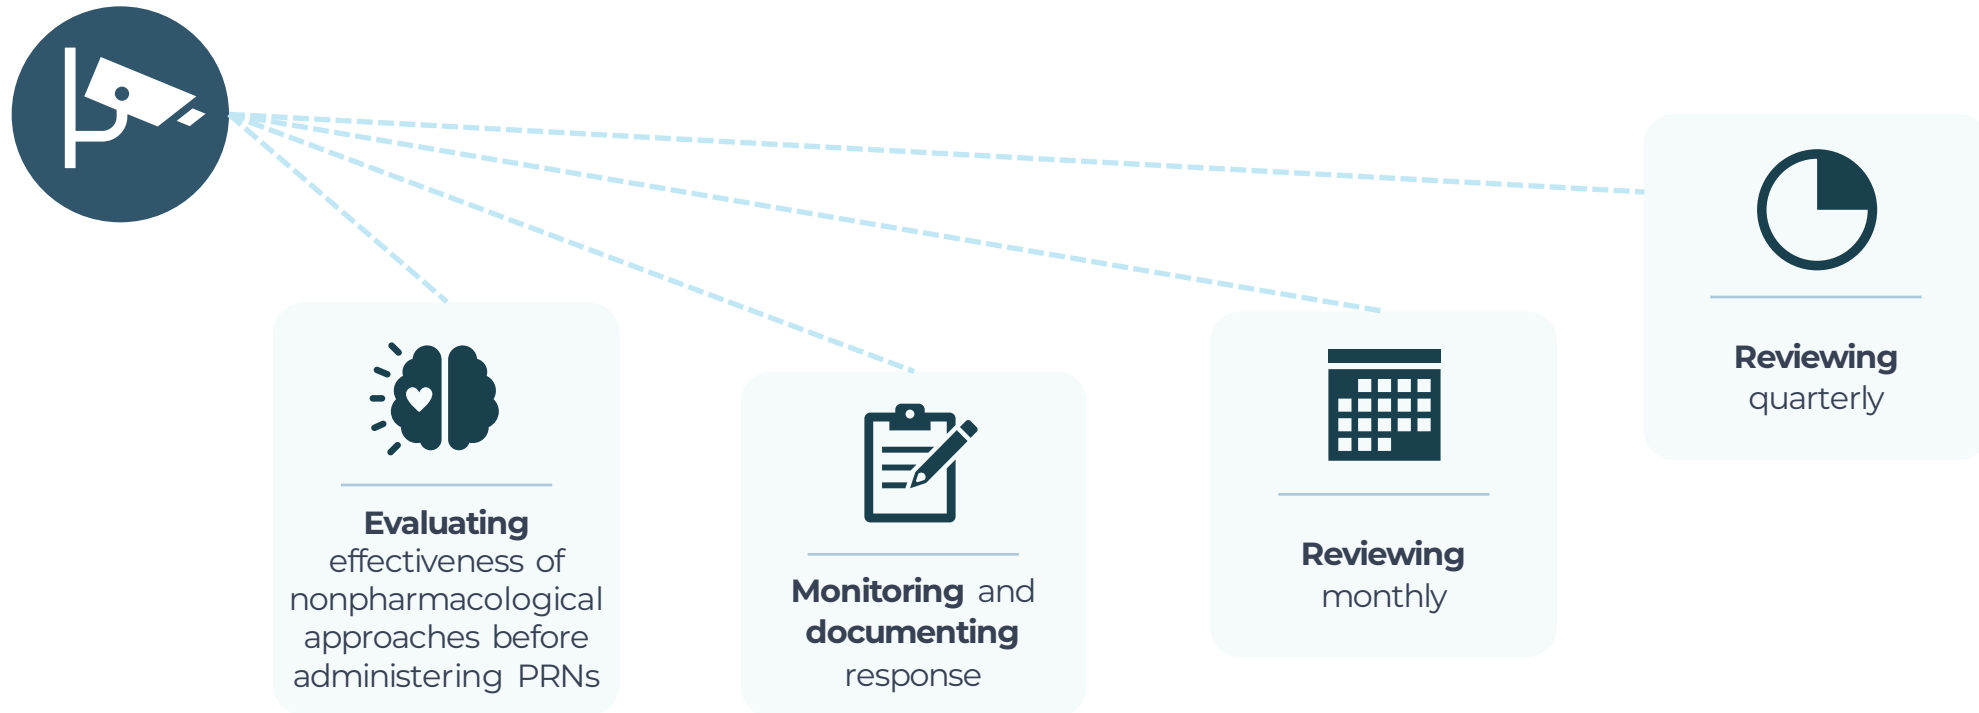 Evaluating
effectiveness of
nonpharmacological
approaches before
administering PRNs
Monitoring and
documenting
response
Reviewing
monthly
Reviewing
quarterly